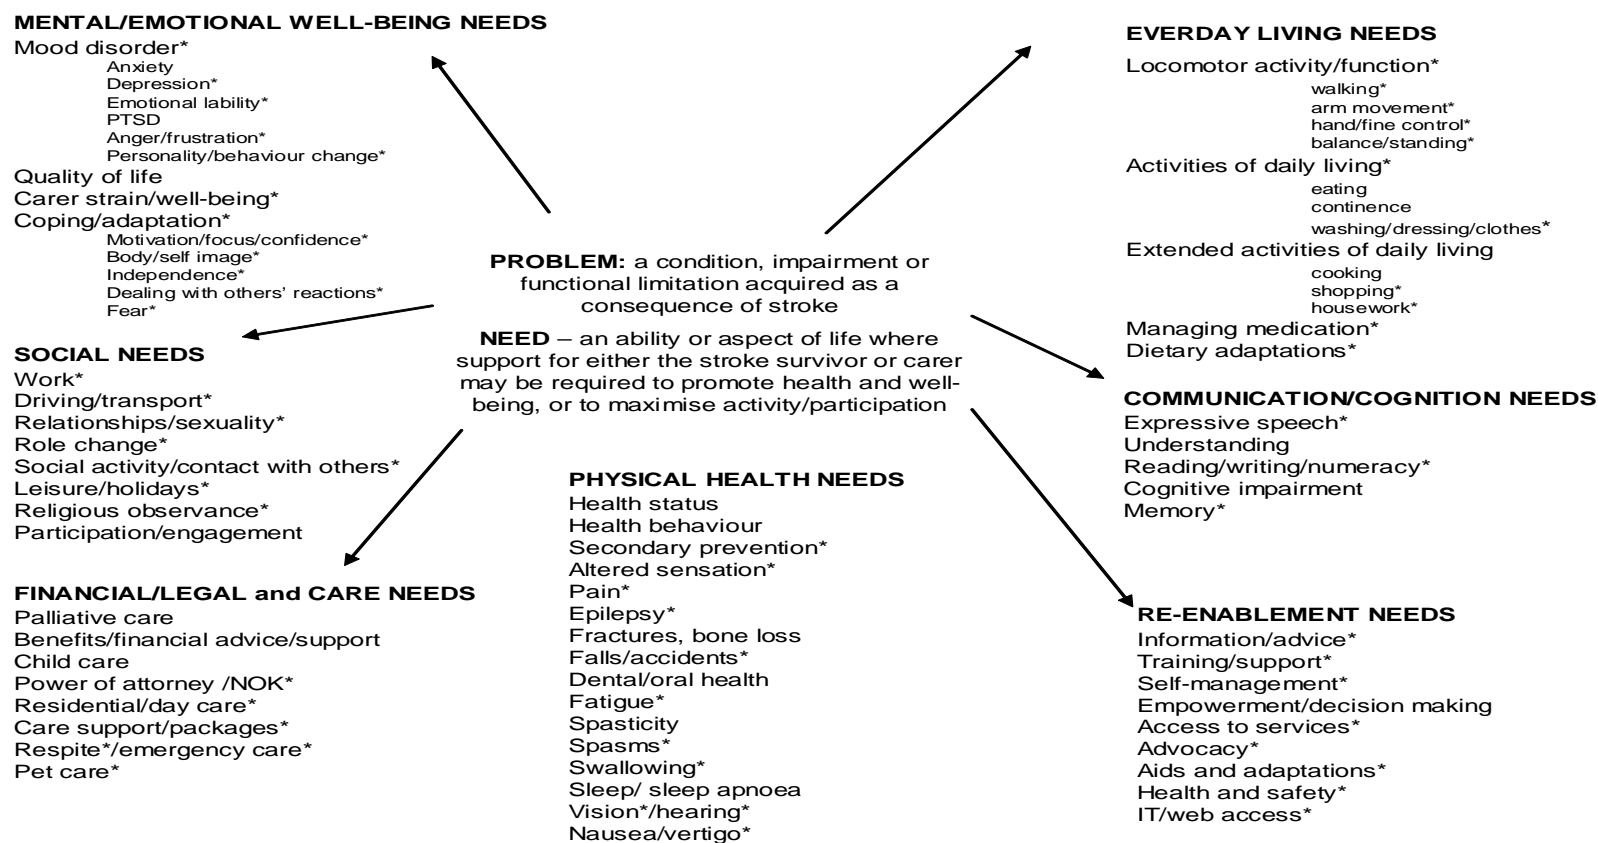 MENTAL/EMOTIONAL WELL-BEING NEEDS
Mood disorder*
Anxiety
Depression*
Emotional lability*
PTSD
Anger/frustration*
Personality/behaviour change*
Quality of life
Carer strain/well-being*
Coping/adaptation*
Motivation/focus/confidence*
Body/self image*
Independence*
Dealing with others' reactions*
Fear*
SOCIAL NEEDS
Work*
Driving/transport*
Relationships/sexuality*
Role change*
Social activity/contact with others*
Leisure/holidays*
Religious observance*
Participation/engagement
FINANCIAL/LEGAL and CARE NEEDS
Palliative care
Benefits/financial advice/support
Child care
Power of attorney /NOK*
Residential/day care*
Care support/packages*
Respite*/emergency care*
Pet care*
PROBLEM: a condition, impairment or
functional limitation acquired as a
consequence of stroke
NEED – an ability or aspect of life where
support for either the stroke survivor or carer
may be required to promote health and well-
being, or to maximise activity/participation
PHYSICAL HEALTH NEEDS
Health status
Health behaviour
Secondary prevention*
Altered sensation*
Pain*
Epilepsy*
Fractures, bone loss
Falls/accidents*
Dental/oral health
Fatigue*
Spasticity
Spasms*
Swallowing*
Sleep/ sleep apnoea
Vision*/hearing*
Nausea/vertigo*
EVERDAY LIVING NEEDS
Locomotor activity/function*
walking*
arm movement*
hand/fine control*
balance/standing*
Activities of daily living*
eating
continence
washing/dressing/clothes*
Extended activities of daily living
cooking
shopping*
housework*
Managing medication*
Dietary adaptations*
COMMUNICATION/COGNITION NEEDS
Expressive speech*
Understanding
Reading/writing/numeracy*
Cognitive impairment
Memory*
RE-ENABLEMENT NEEDS
Information/advice*
Training/support*
Self-management*
Empowerment/decision making
Access to services*
Advocacy*
Aids and adaptations*
Health and safety*
IT/web access*